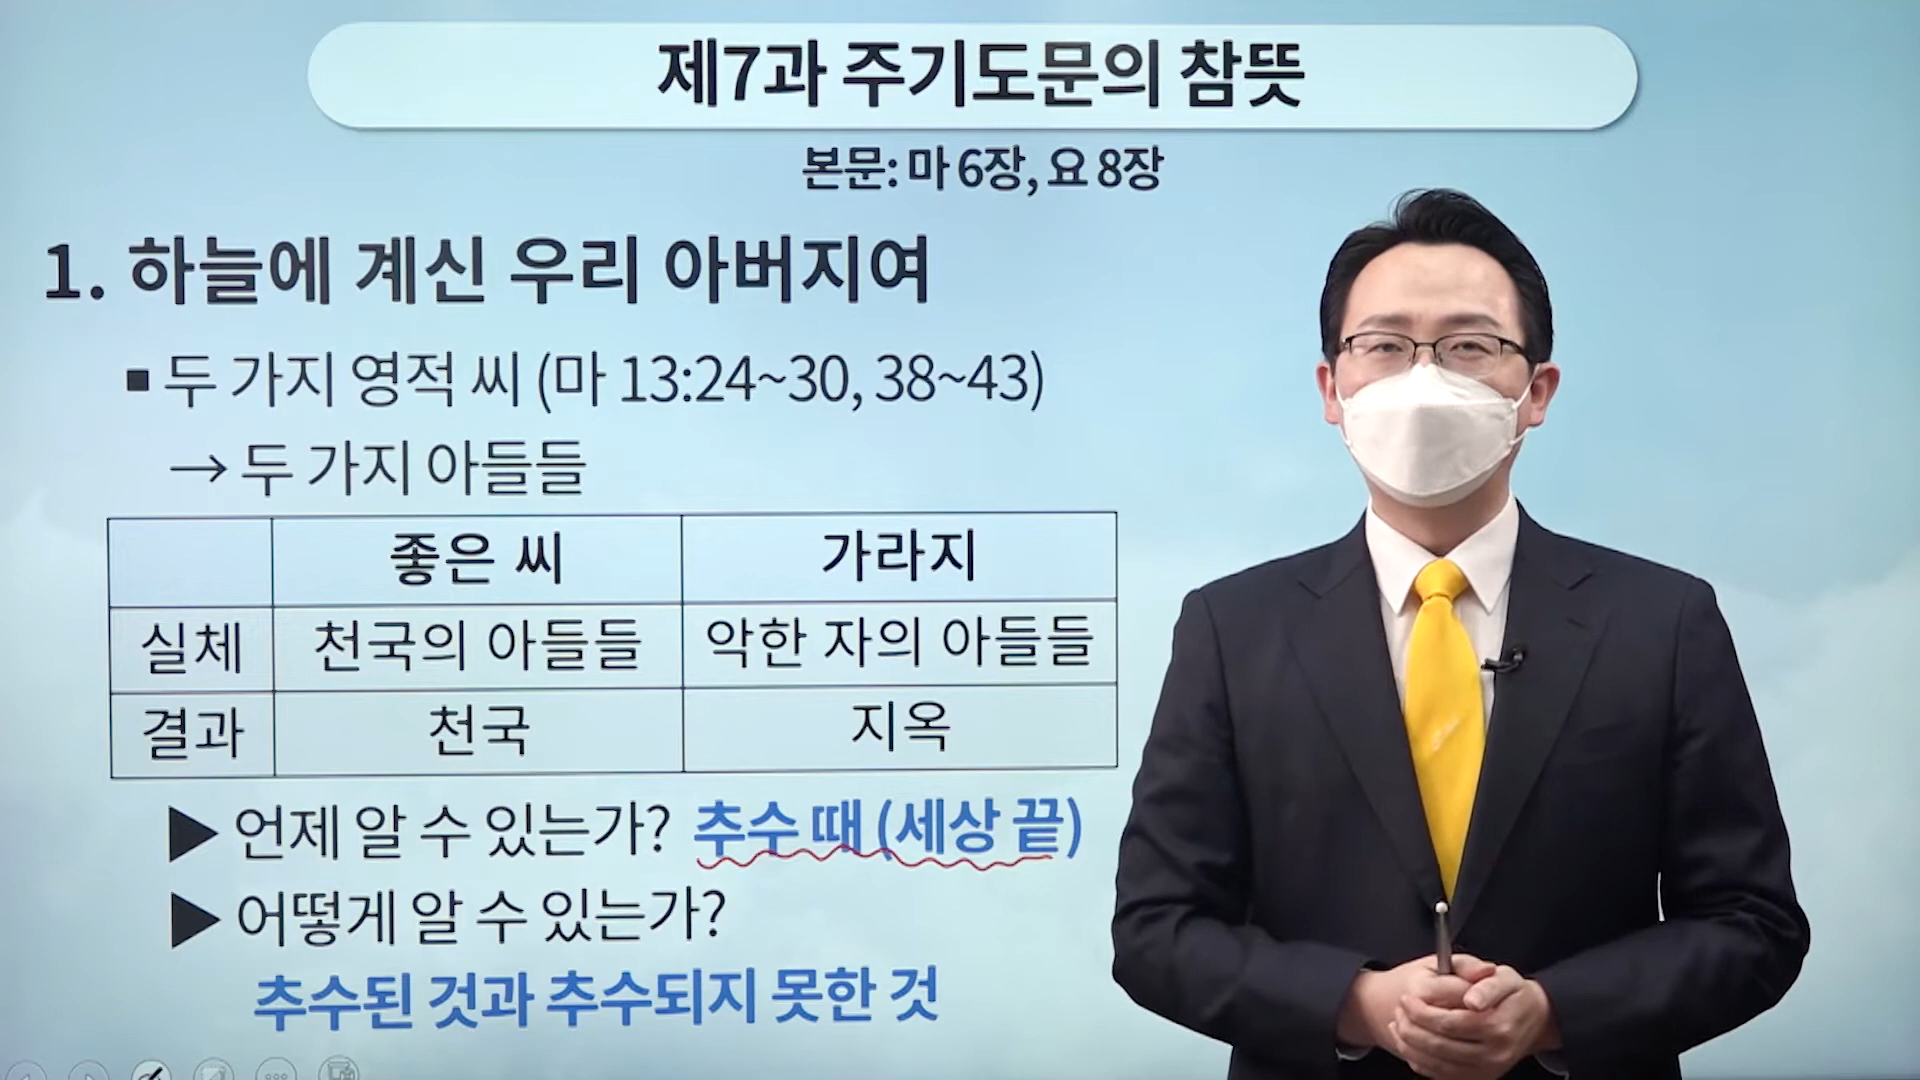 제7과 주기도문의 참뜻
본문: 마 6장, 요 8장
1. 하늘에 계신 우리 아버지여
▪ 두 가지 영적 씨 (마 13:24~30, 38~43)
→ 두 가지 아들들
좋은 씨 가라지
실체 천국의 아들들 악한 자의 아들들
결과 천국 지옥
▶ 언제 알 수 있는가? 추수 때 (세상 끝)
▶ 어떻게 알 수 있는가?
추수된 것과 추수되지 못한 것